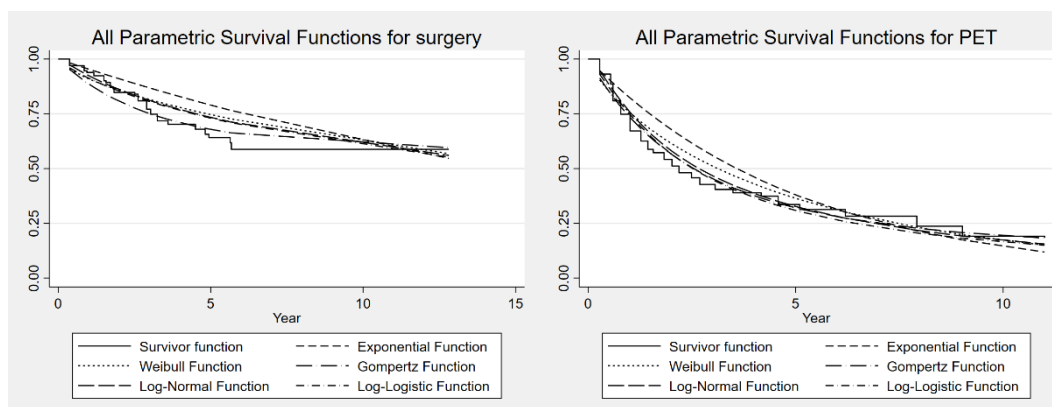 All Parametric Survival Functions for surgery
1.00
0.75
0.50
0.25
0.00
0 5 10 15
Year
Survivor function Exponential Function
Weibull Function Gompertz Function
Log-Normal Function Log-Logistic Function
All Parametric Survival Functions for PET
1.00
0.75
0.50
0.25
0.00
0 5 10
Year
Survivor function Exponential Function
Weibull Function Gompertz Function
Log-Normal Function Log-Logistic Function